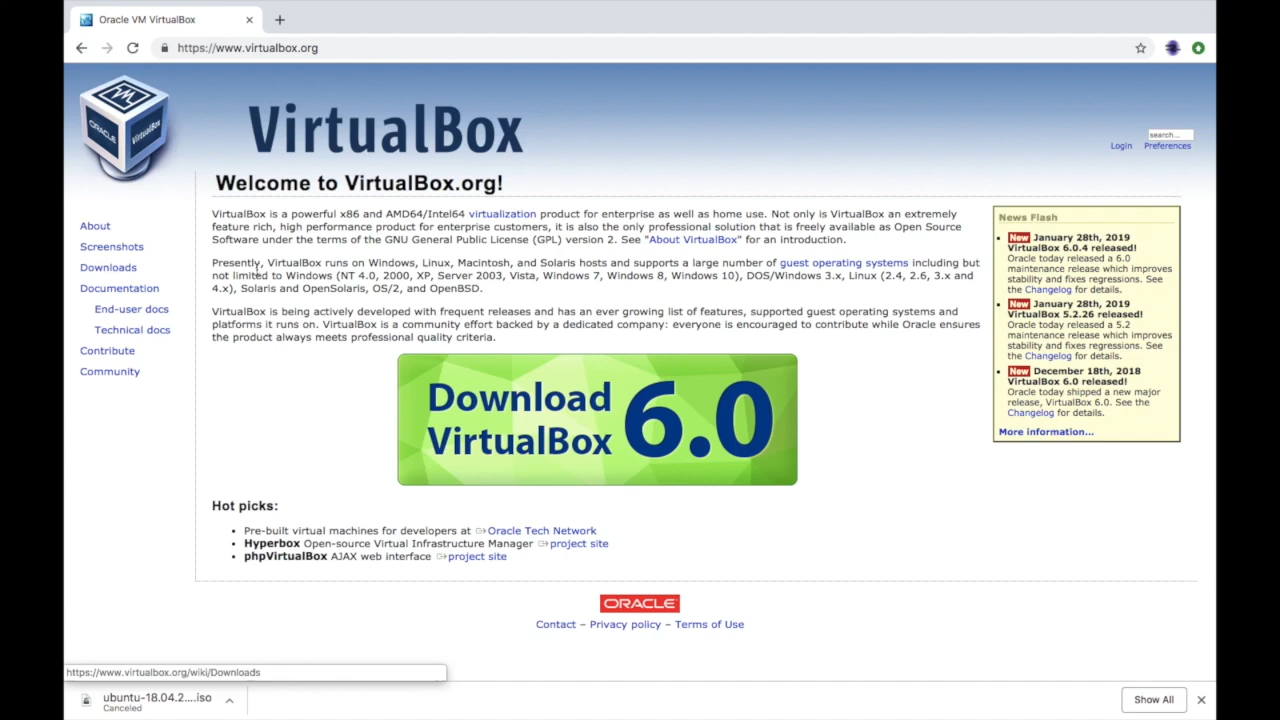 Oracle VM VirtualBox
https://www.virtualbox.org
ORACLE
VirtualBox
VirtualBox
search...
Login Preferences
Welcome to VirtualBox.org!
About
Screenshots
Downloads
Documentation
End-user docs
Technical docs
Contribute
Community
VirtualBox is a powerful x86 and AMD64/Intel64 virtualization product for enterprise as well as home use. Not only is VirtualBox an extremely
feature rich, high performance product for enterprise customers, it is also the only professional solution that is freely available as Open Source
Software under the terms of the GNU General Public License (GPL) version 2. See "About VirtualBox" for an introduction.
Presently, VirtualBox runs on Windows, Linux, Macintosh, and Solaris hosts and supports a large number of guest operating systems including but
not limited to Windows (NT 4.0, 2000, XP, Server 2003, Vista, Windows 7, Windows 8, Windows 10), DOS/Windows 3.x, Linux (2.4, 2.6, 3.x and
4.x), Solaris and OpenSolaris, OS/2, and OpenBSD.
VirtualBox is being actively developed with frequent releases and has an ever growing list of features, supported guest operating systems and
platforms it runs on. VirtualBox is a community effort backed by a dedicated company: everyone is encouraged to contribute while Oracle ensures
the product always meets professional quality criteria.
Download
VirtualBox 6.0
News Flash
New January 28th, 2019
VirtualBox 6.0.4 released!
Oracle today released a 6.0
maintenance release which improves
stability and fixes regressions. See
the Changelog for details.
New January 28th, 2019
VirtualBox 5.2.26 released!
Oracle today released a 5.2
maintenance release which improves
stability and fixes regressions. See
the Changelog for details.
New December 18th, 2018
VirtualBox 6.0 released!
Oracle today shipped a new major
release, VirtualBox 6.0. See the
Changelog for details.
More information...
Hot picks:
Pre-built virtual machines for developers at Oracle Tech Network
Hyperbox Open-source Virtual Infrastructure Manager project site
phpVirtualBox AJAX web interface project site
ORACLE
Contact – Privacy policy – Terms of Use
https://www.virtualbox.org/wiki/Downloads
ubuntu-18.04.2....iso
Canceled
Show All